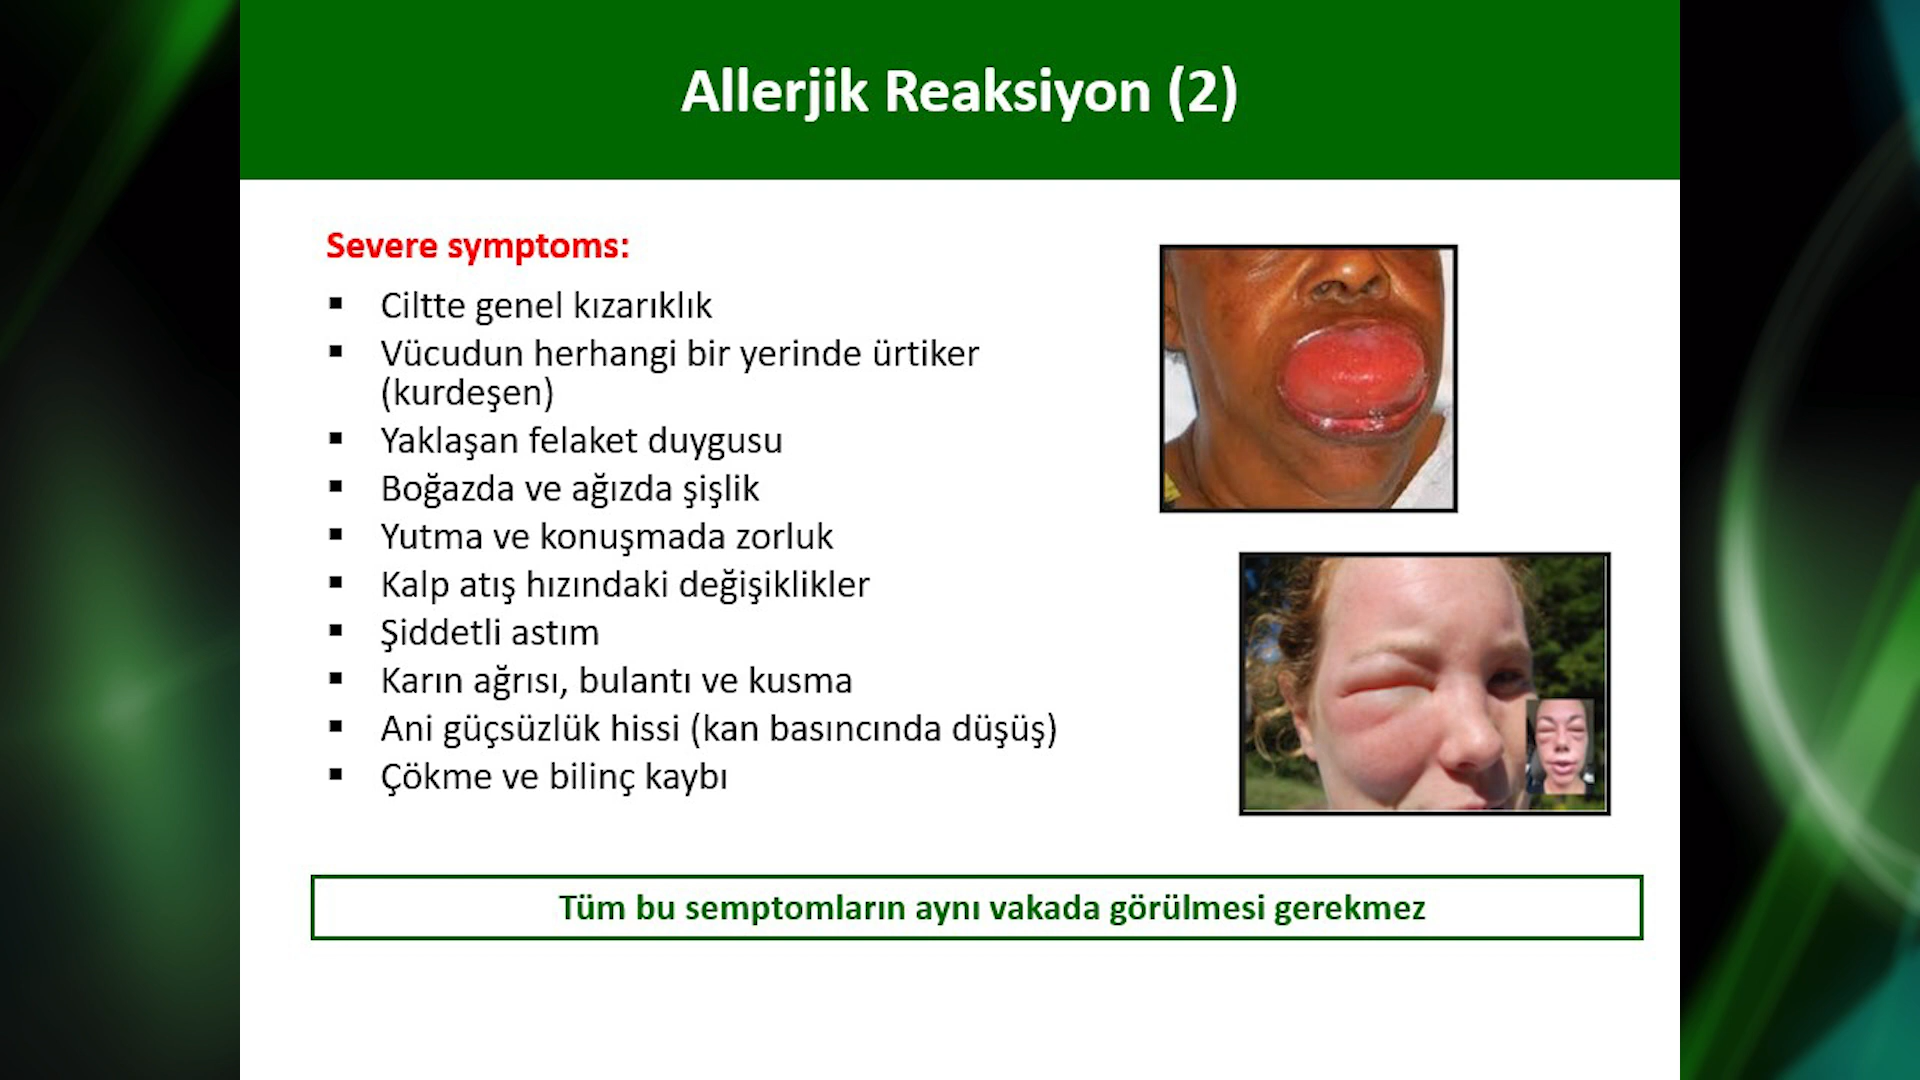 Allerjik Reaksiyon (2)
Severe symptoms:
▪ Ciltte genel kızarıklık
▪ Vücudun herhangi bir yerinde ürtiker
(kurdeşen)
▪ Yaklaşan felaket duygusu
▪ Boğazda ve ağızda şişlik
▪ Yutma ve konuşmada zorluk
▪ Kalp atış hızındaki değişiklikler
▪ Şiddetli astım
▪ Karın ağrısı, bulantı ve kusma
▪ Ani güçsüzlük hissi (kan basıncında düşüş)
▪ Çökme ve bilinç kaybı
Tüm bu semptomların aynı vakada görülmesi gerekmez